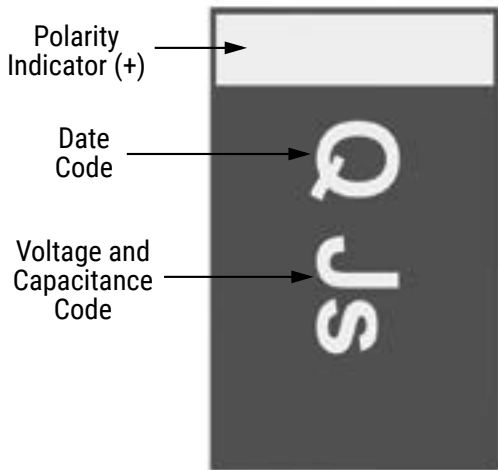 Polarity
Indicator (+)
Date
Code
Voltage and
Capacitance
Code
Q Js